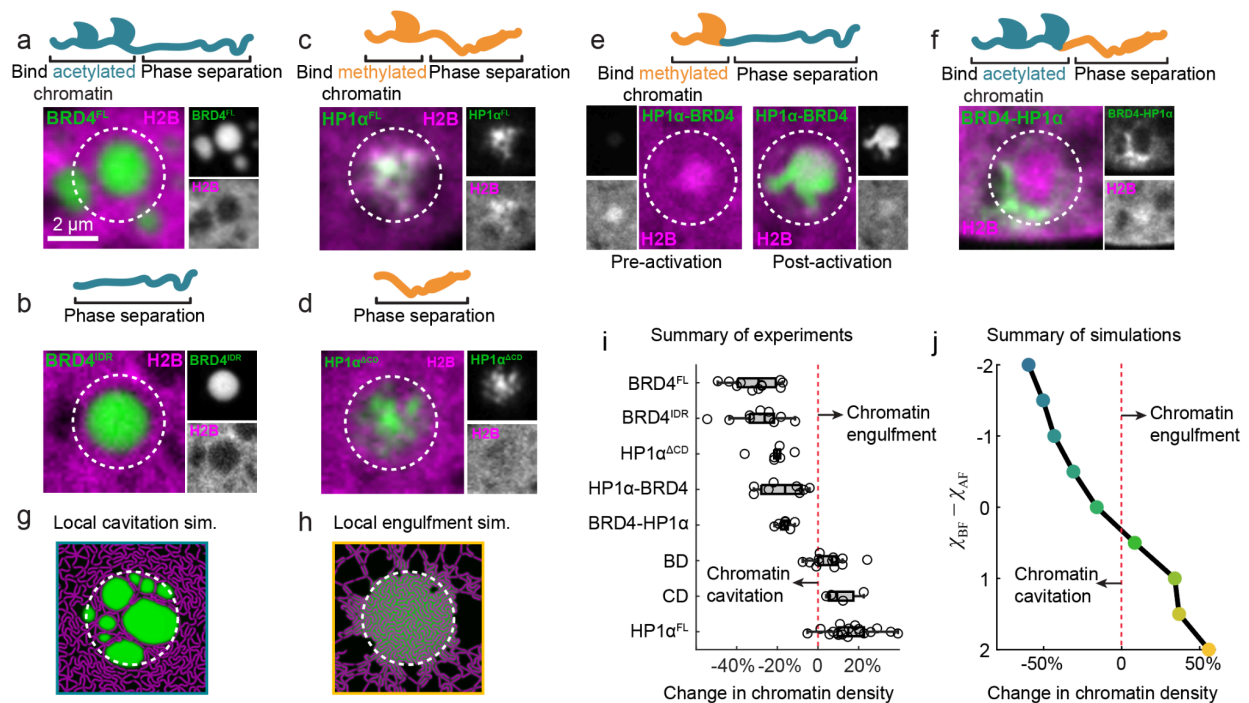 a
Bind acetylated
chromatin
Phase separation
BRD4FL H2B
BRD4FL
H2B
2 μm
b
Phase separation
BRD4IDR H2B
BRD4IDR
H2B
c
Bind methylated
chromatin
Phase separation
HP1αFL H2B
HP1αFL
H2B
d
Phase separation
HP1αΔCD H2B
HP1αΔCD
H2B
e
Bind methylated
chromatin
Phase separation
HP1α-BRD4
H2B
Pre-activation
HP1α-BRD4
H2B
Post-activation
f
Bind acetylated
chromatin
Phase separation
BRD4-HP1α
H2B
BRD4-HP1α
H2B
g
Local cavitation sim.
h
Local engulfment sim.
i
Summary of experiments
BRD4FL
BRD4IDR
HP1αΔCD
HP1α-BRD4
BRD4-HP1α
BD
CD
HP1αFL
Chromatin
engulfment
Chromatin
cavitation
-40% -20% 0 20%
Change in chromatin density
j
Summary of simulations
χBF − χAF
-2
-1
0
1
2
Chromatin
engulfment
Chromatin
cavitation
-50% 0 50%
Change in chromatin density